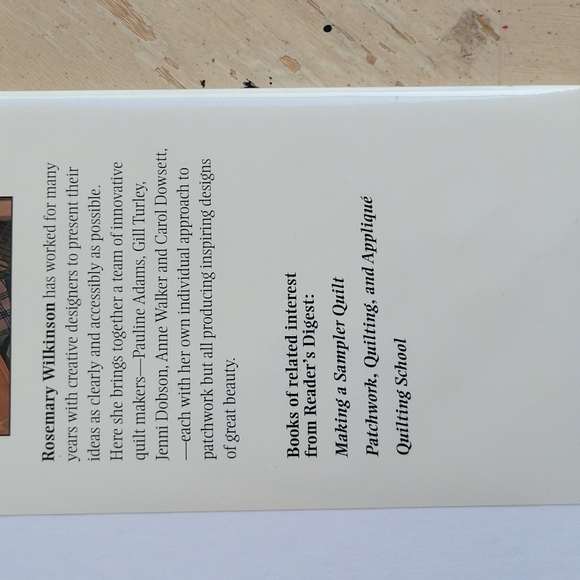 Rosemary Wilkinson has worked for many
years with creative designers to present their
ideas as clearly and accessibly as possible.
Here she brings together a team of innovative
quilt makers—Pauline Adams, Gill Turley,
Jenni Dobson, Anne Walker and Carol Dowsett,
—each with her own individual approach to
patchwork but all producing inspiring designs
of great beauty.
Books of related interest
from Reader's Digest:
Making a Sampler Quilt
Patchwork, Quilting, and Appliqué
Quilting School